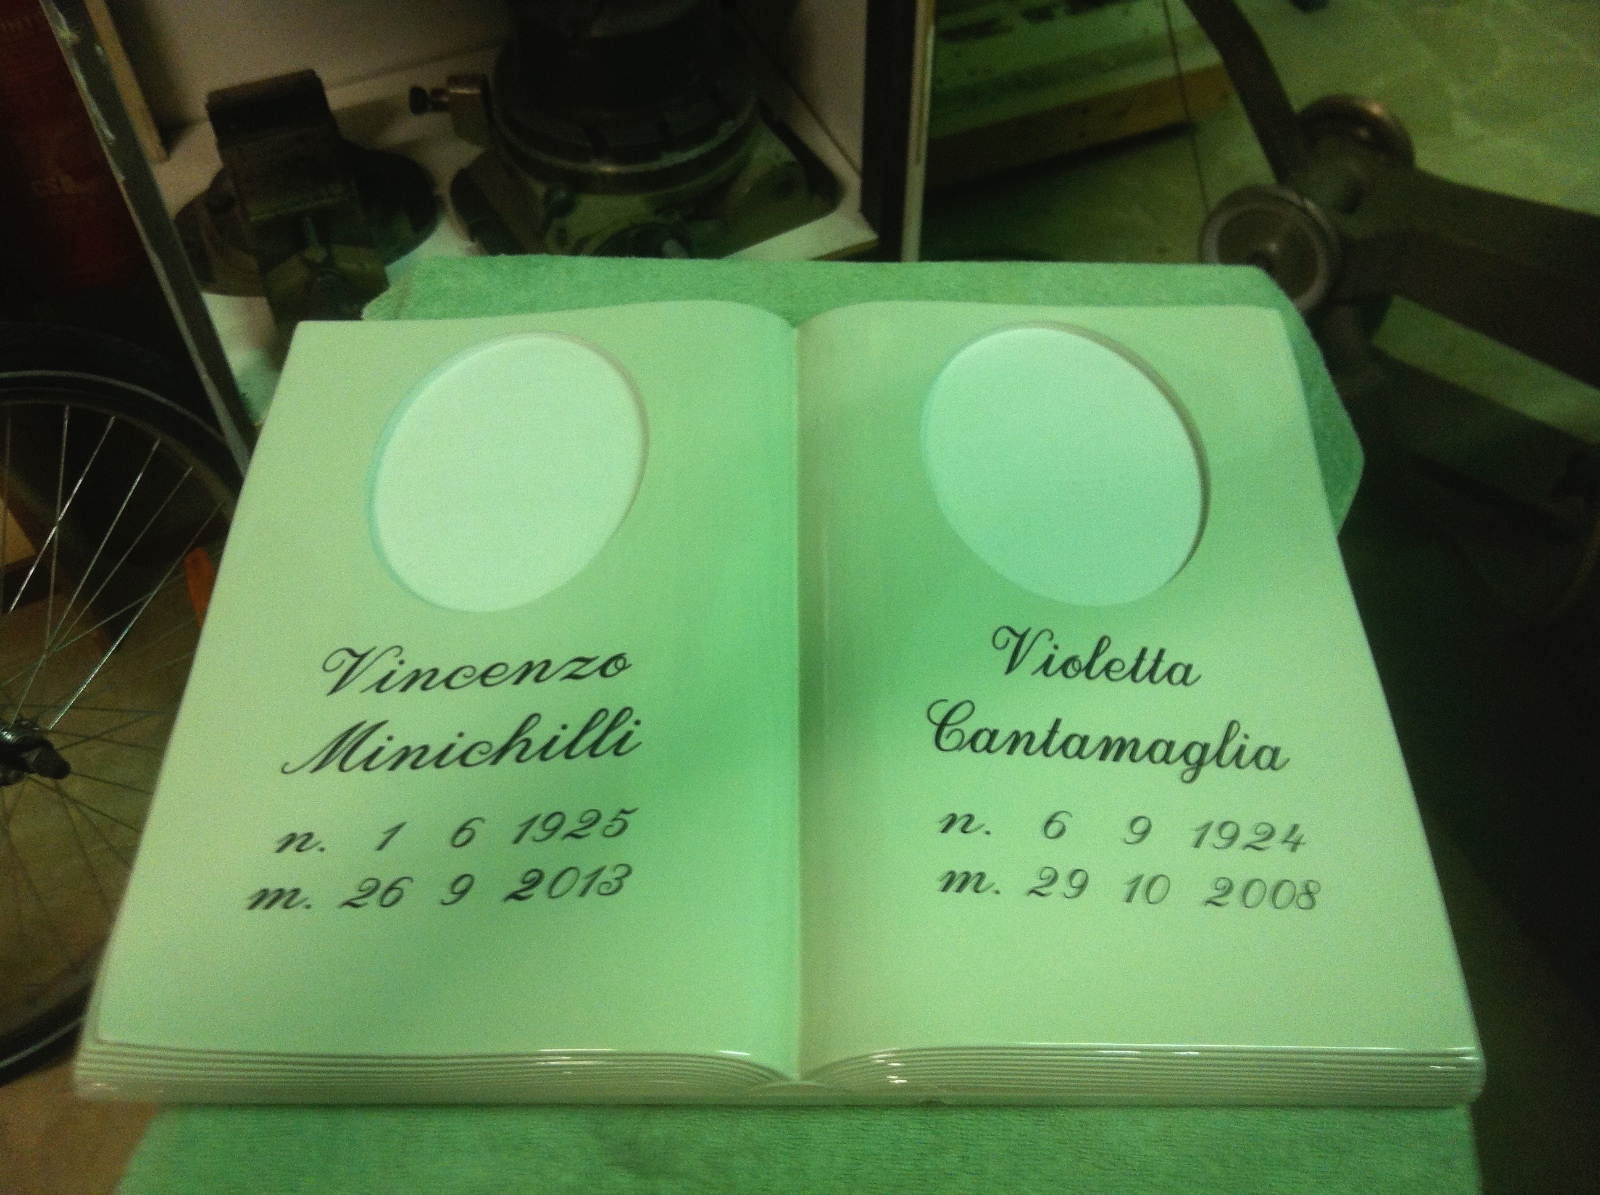 Vincenzo
Minichilli
n. 1 6 1925
m. 26 9 2013
Violetta
Cantamaglia
n. 6 9 1924
m. 29 10 2008